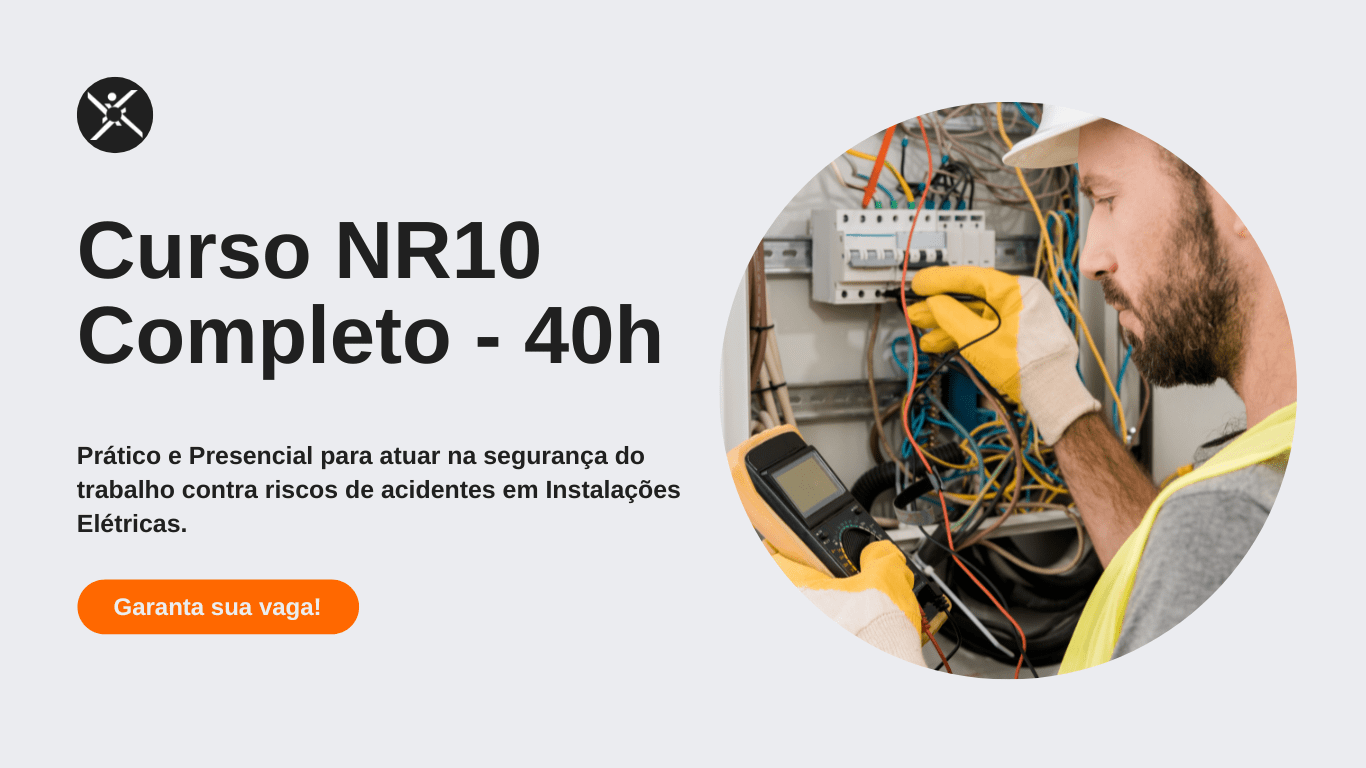 Curso NR10
Completo - 40h
Prático e Presencial para atuar na segurança do
trabalho contra riscos de acidentes em Instalações
Elétricas.
Garanta sua vaga!